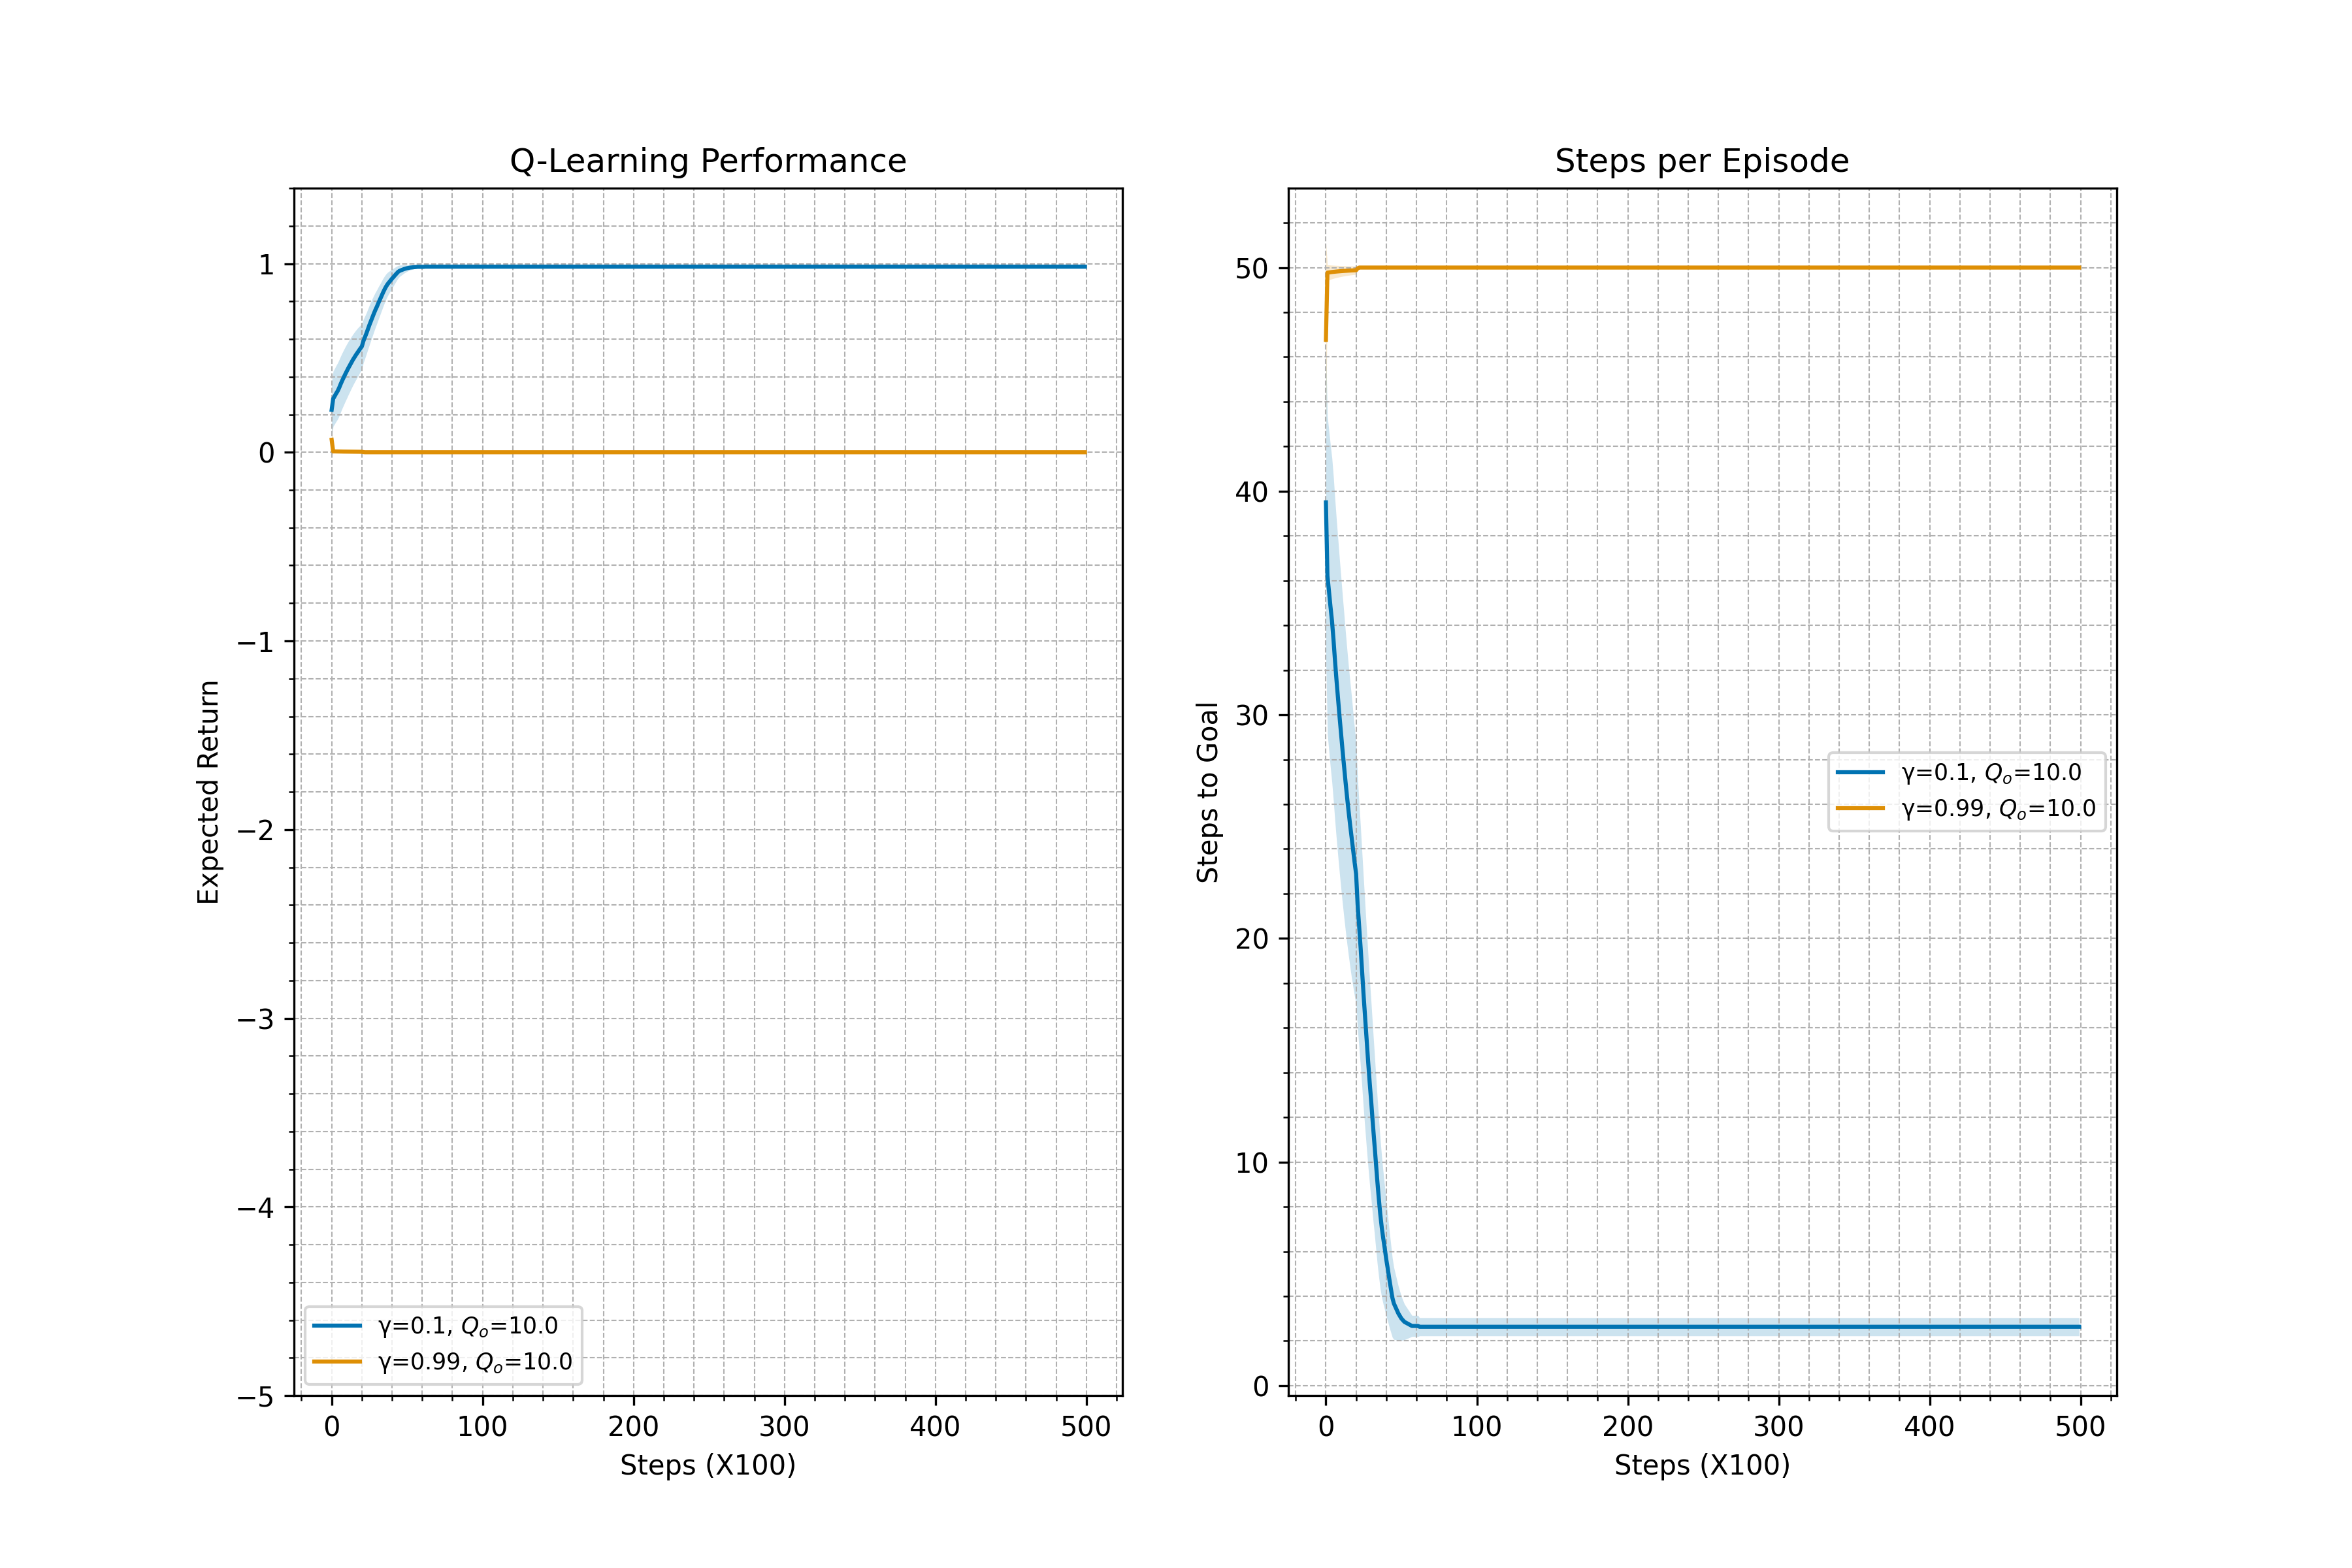 Q-Learning Performance
Expected Return
1
0
−1
−2
−3
−4
−5
0 100 200 300 400 500
Steps (X100)
γ=0.1, Qₒ=10.0
γ=0.99, Qₒ=10.0
Steps per Episode
Steps to Goal
50
40
30
20
10
0
0 100 200 300 400 500
Steps (X100)
γ=0.1, Qₒ=10.0
γ=0.99, Qₒ=10.0